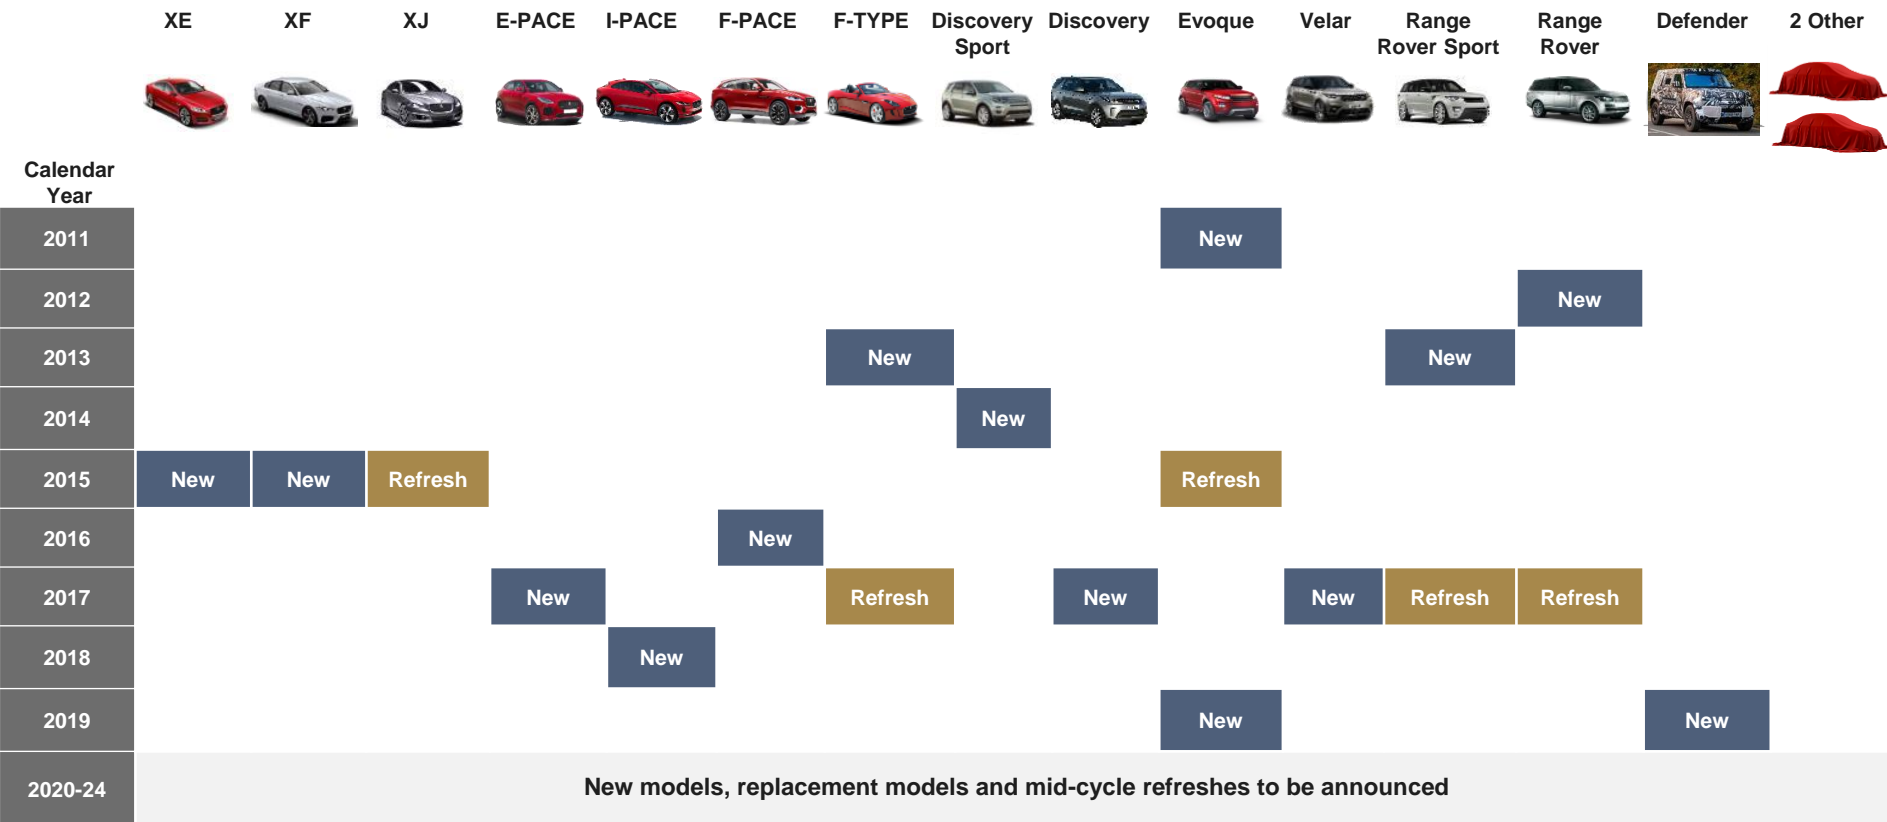 XE XF XJ E-PACE I-PACE F-PACE F-TYPE Discovery Discovery Evoque Velar Range Range Defender 2 Other
Sport Rover Sport Rover
Calendar
Year
2011 New
2012 New
2013 New New
2014 New
2015 New New Refresh Refresh
2016 New
2017 New Refresh New New Refresh Refresh
2018 New
2019 New New
2020-24 New models, replacement models and mid-cycle refreshes to be announced